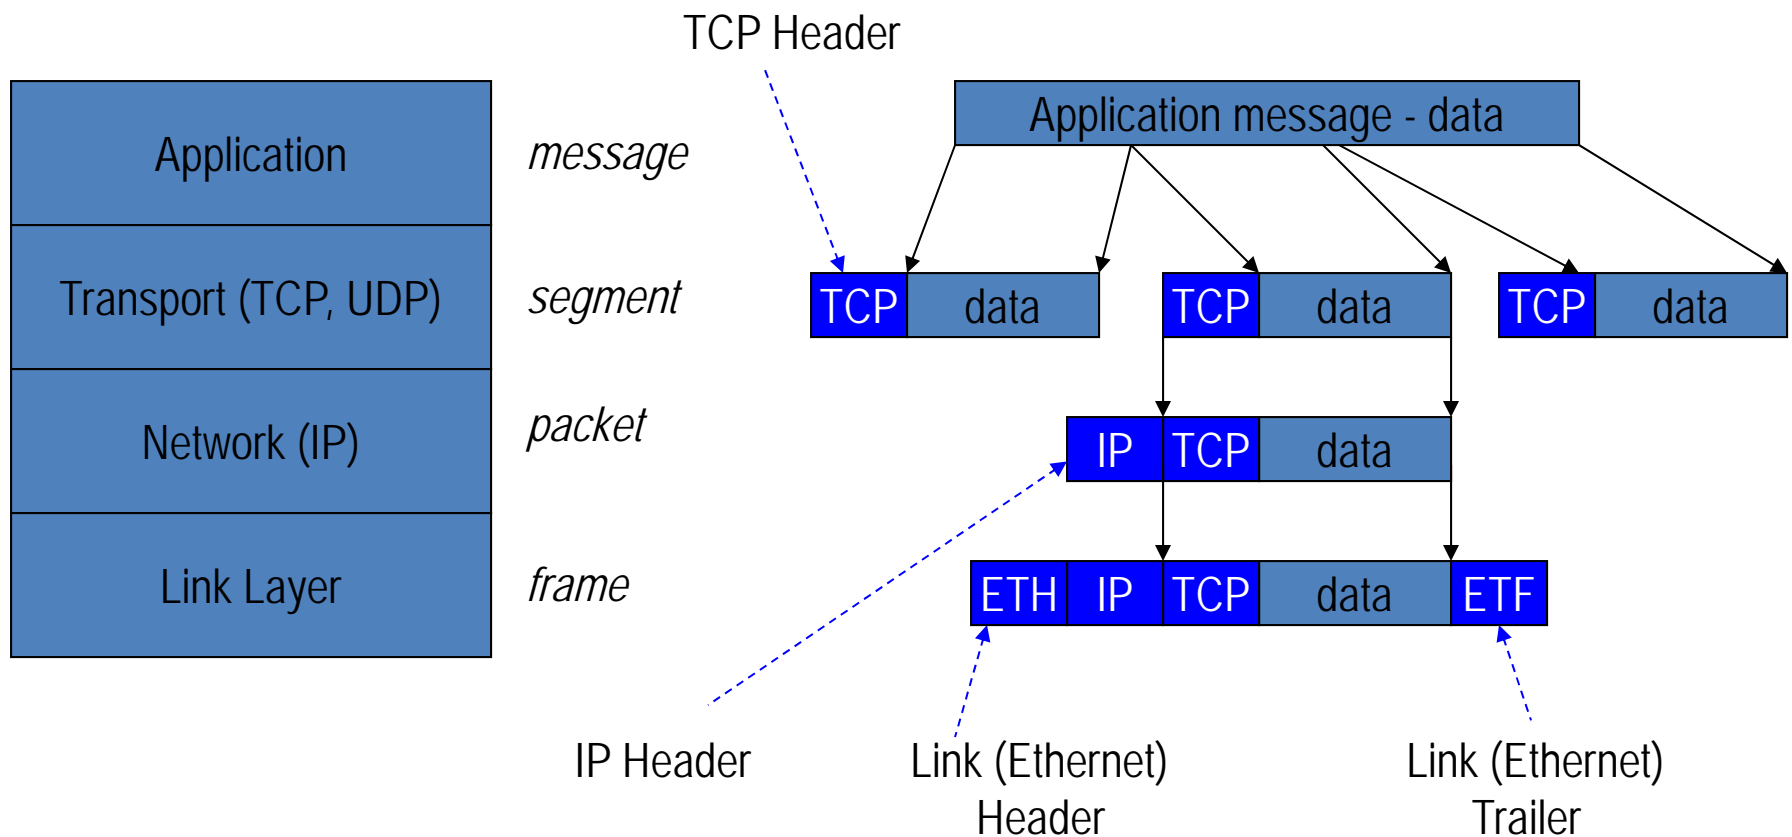 TCP Header
Application
message
Application message - data
Transport (TCP, UDP)
segment
TCP data
TCP data
TCP data
Network (IP)
packet
IP TCP data
Link Layer
frame
ETH IP TCP data ETF
IP Header
Link (Ethernet)
Header
Link (Ethernet)
Trailer